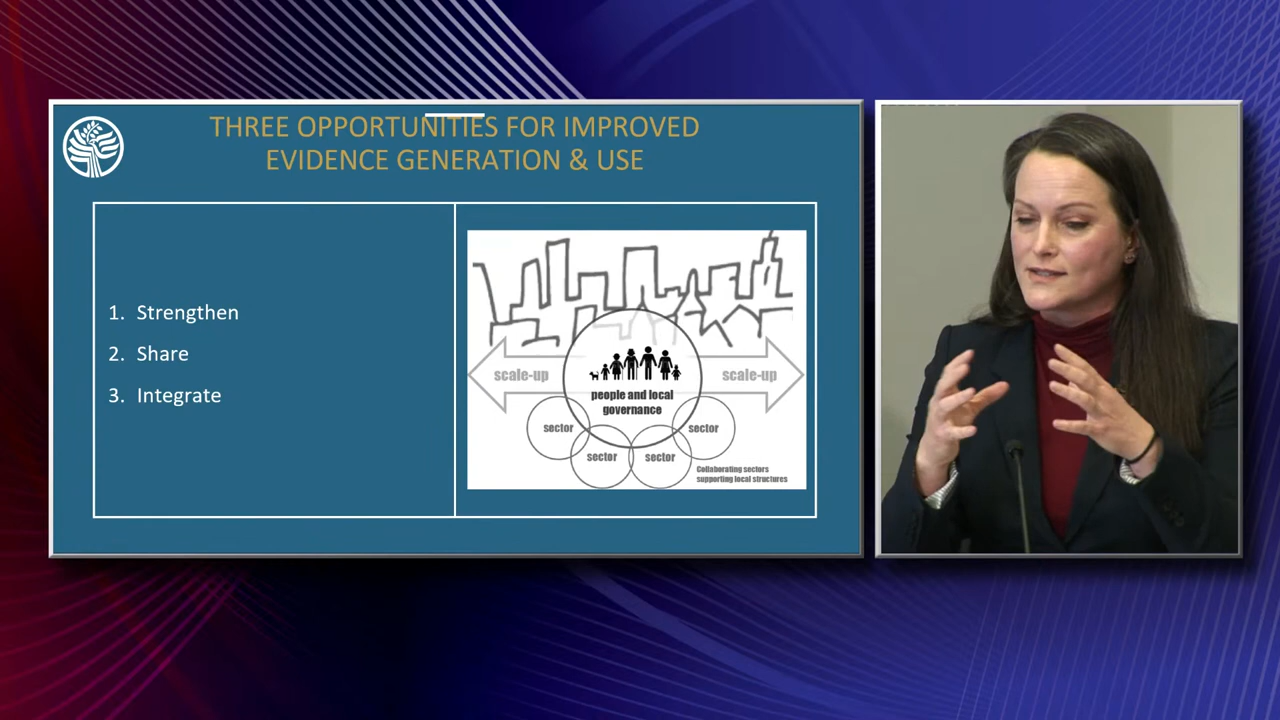 THREE OPPORTUNITIES FOR IMPROVED
EVIDENCE GENERATION & USE
1. Strengthen
2. Share
3. Integrate
scale-up
scale-up
people and local
governance
sector
sector
sector
sector
Collaborating sectors
supporting local structures